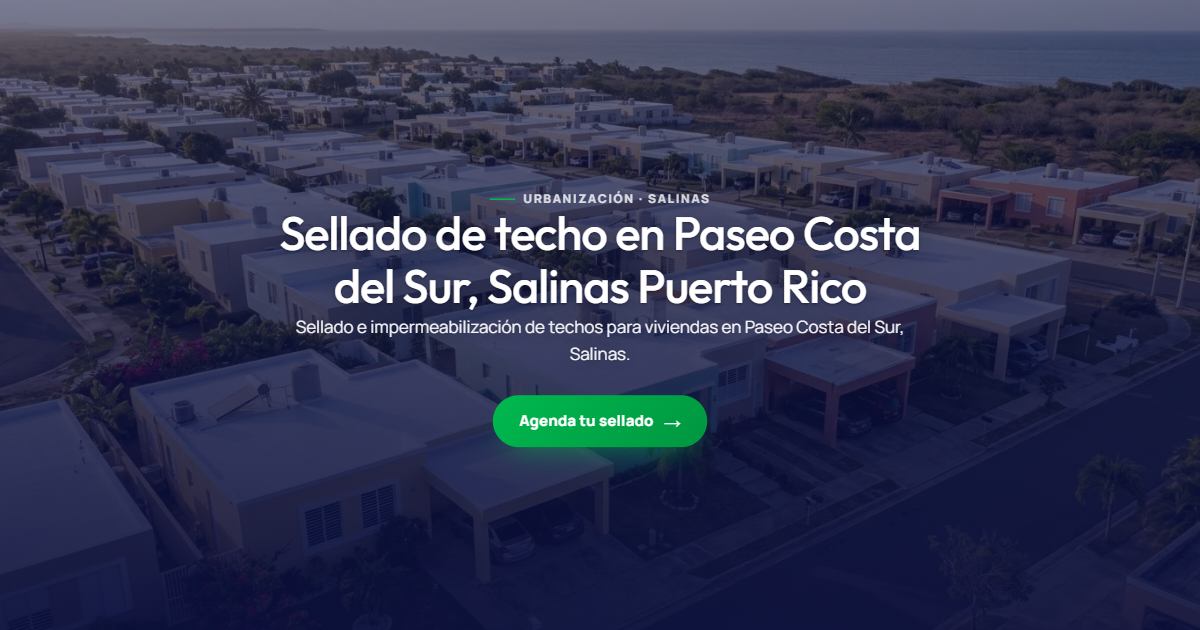 URBANIZACIÓN · SALINAS
Sellado de techo en Paseo Costa
del Sur, Salinas Puerto Rico
Sellado e impermeabilización de techos para viviendas en Paseo Costa del Sur,
Salinas.
Agenda tu sellado →